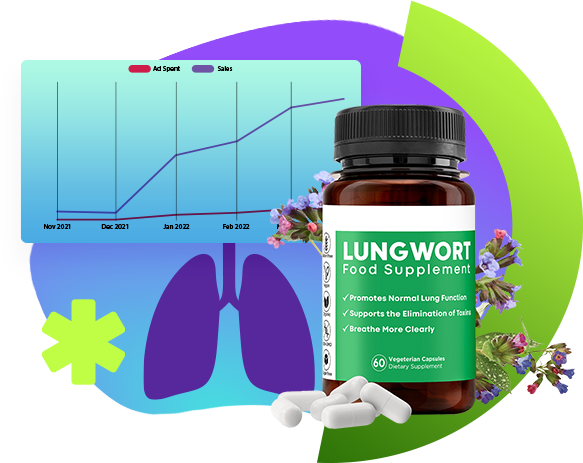 Ad Spent Sales
Nov 2021 Dec 2021 Jan 2022 Feb 2022
LUNGWORT
Food Supplement
✓Promotes Normal Lung Function
✓Supports the Elimination of Toxins
✓Breathe More Clearly
60 Vegetarian Capsules
Dietary Supplement